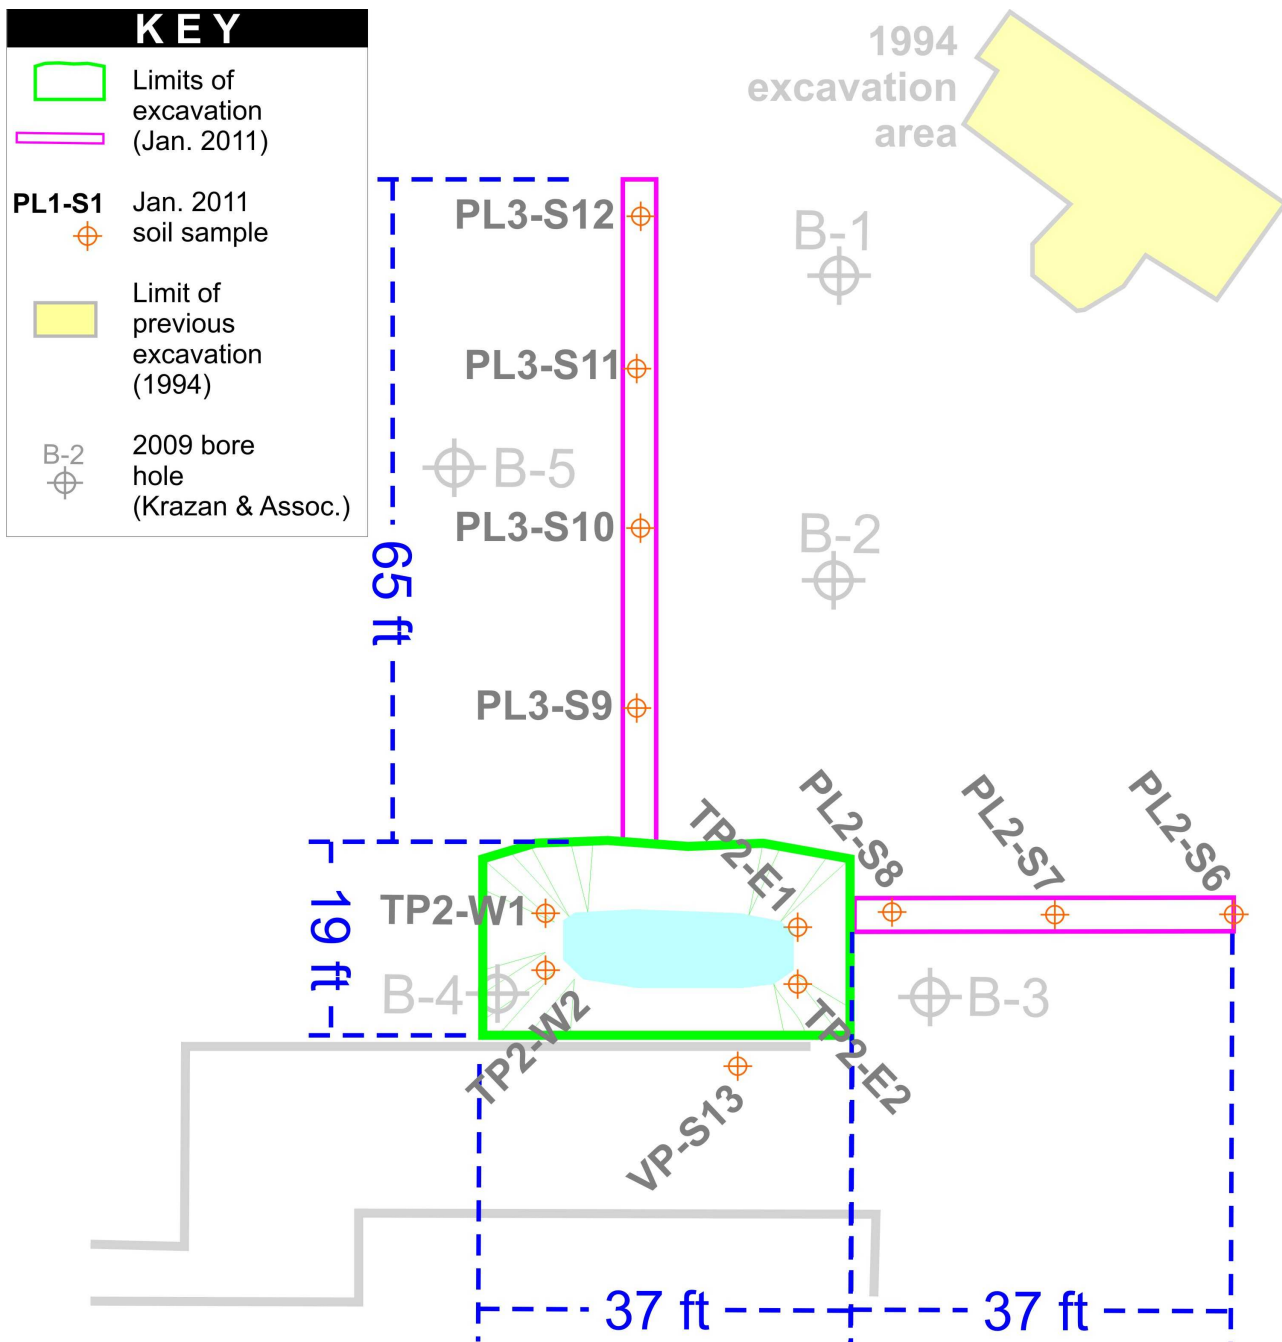 KEY
Limits of
excavation
(Jan. 2011)
PL1-S1
Jan. 2011
soil sample
Limit of
previous
excavation
(1994)
B-2
2009 bore
hole
(Krazan & Assoc.)
1994
excavation
area
PL3-S12
B-1
PL3-S11
B-5
PL3-S10
B-2
65 ft
PL3-S9
TP2-E1
PL2-S8
PL2-S7
PL2-S6
TP2-W1
19 ft
B-4
B-3
TP2-W2
TP2-E2
VP-S13
37 ft
37 ft